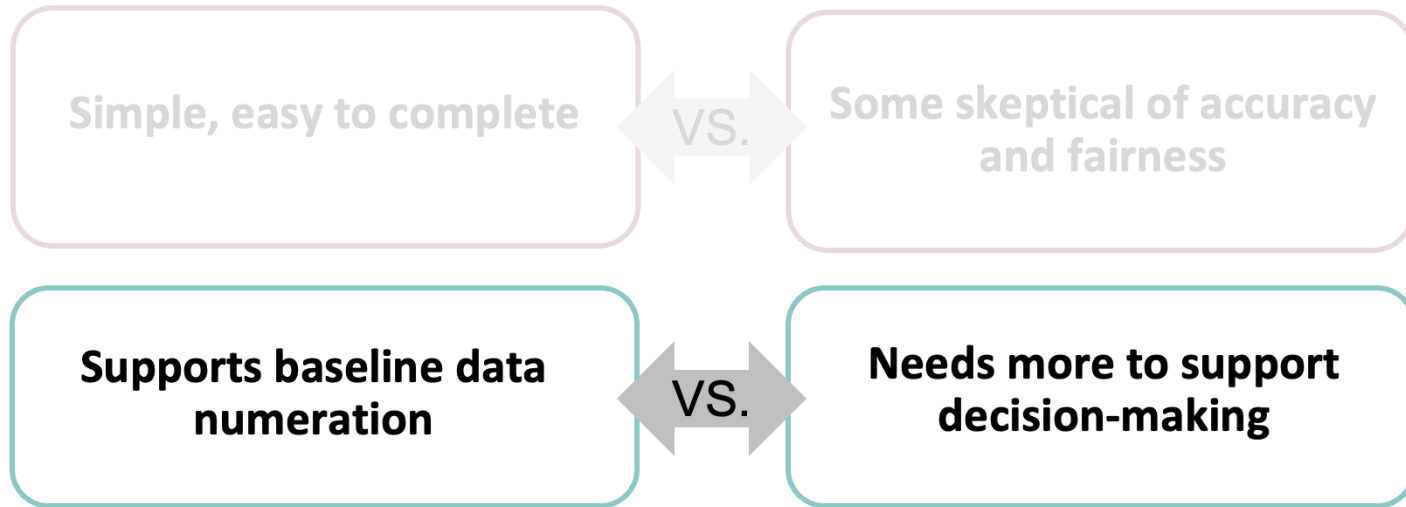 Simple, easy to complete
VS.
Some skeptical of accuracy
and fairness
Supports baseline data
numeration
VS.
Needs more to support
decision-making